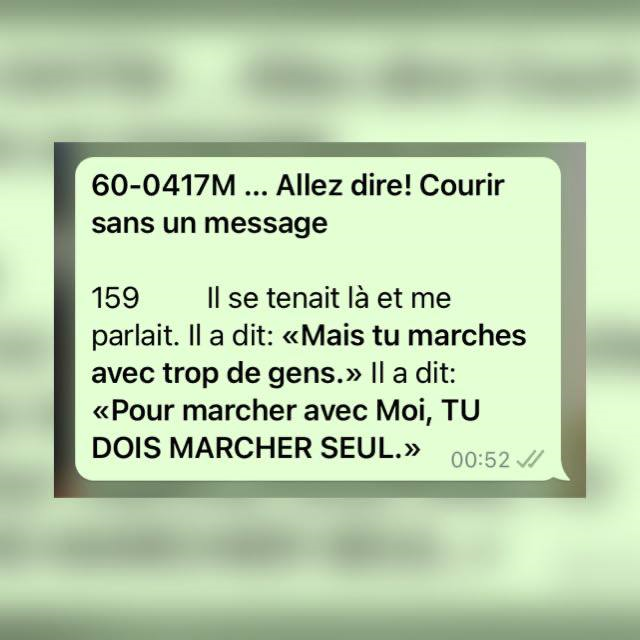 60-0417M ... Allez dire! Courir
sans un message
159 Il se tenait là et me
parlait. Il a dit: «Mais tu marches
avec trop de gens.» Il a dit:
«Pour marcher avec Moi, TU
DOIS MARCHER SEUL.»
00:52